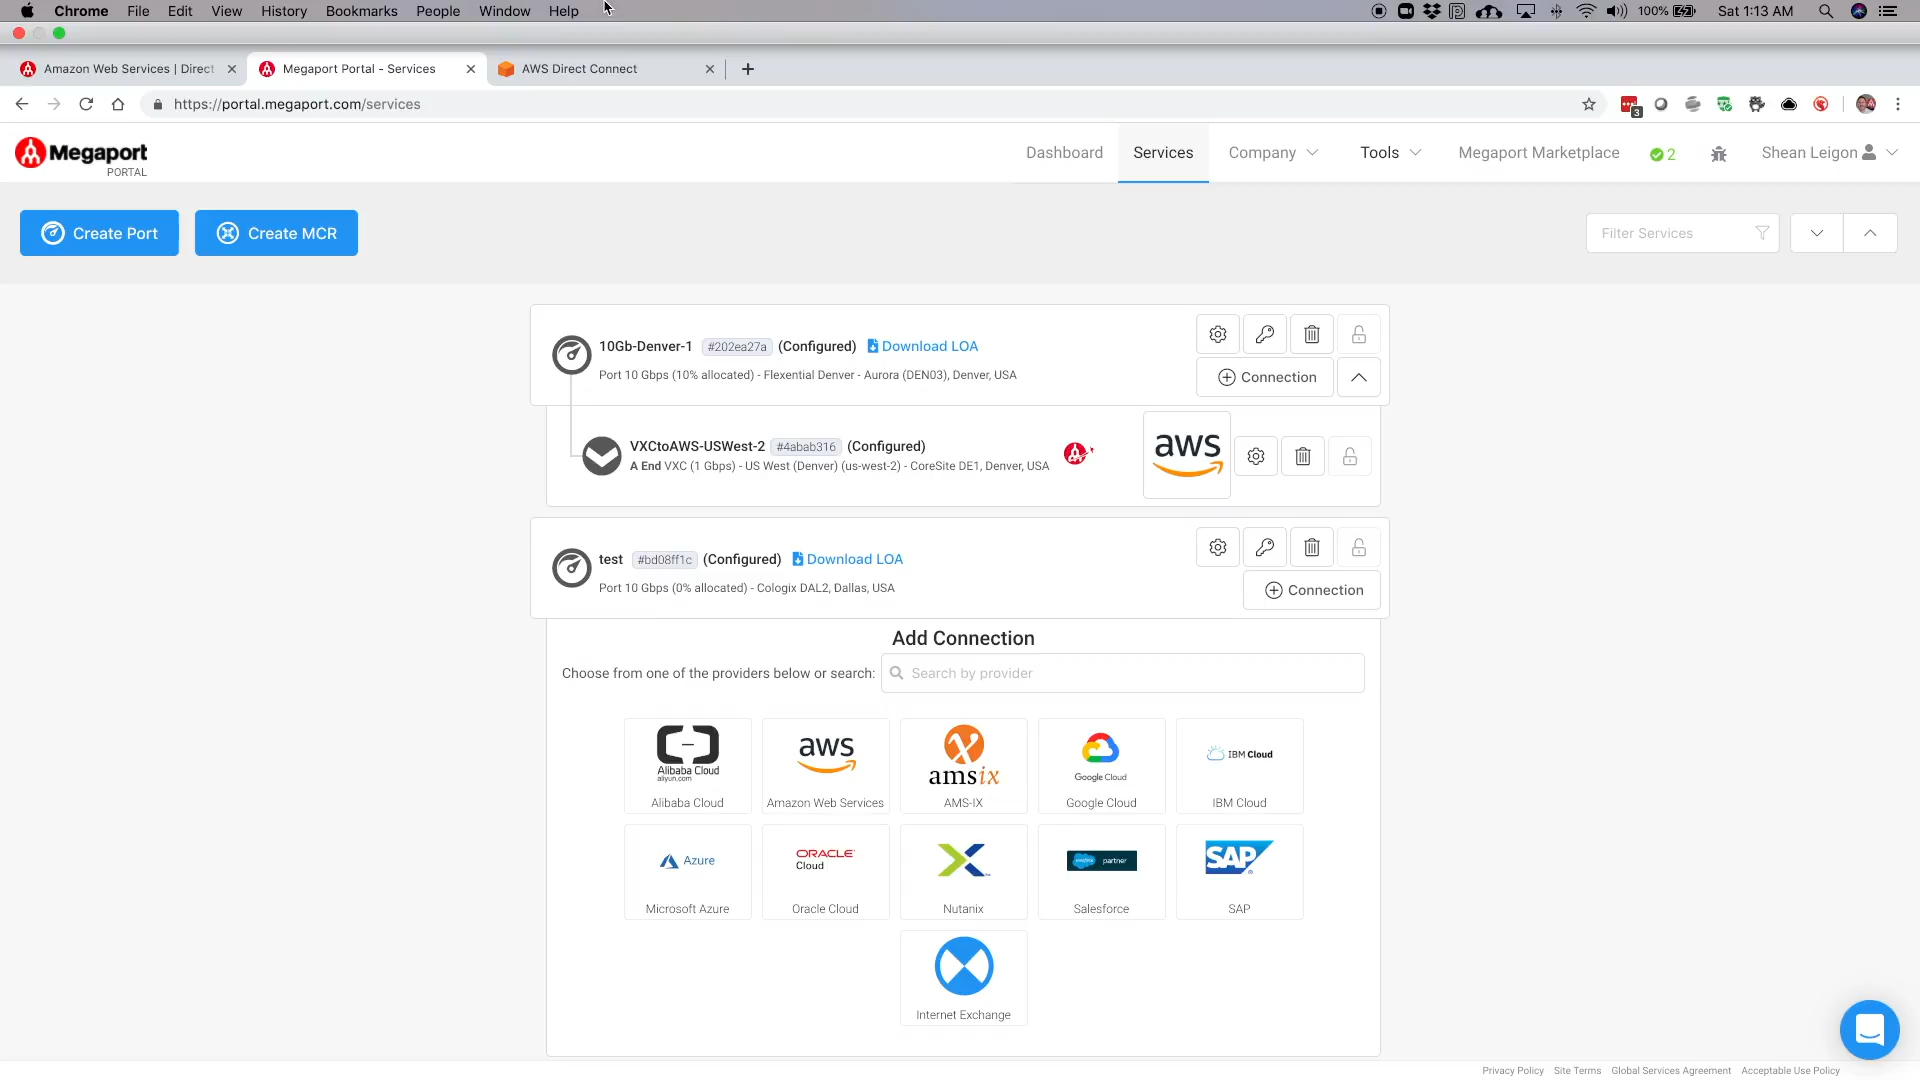 Chrome File Edit View History Bookmarks People Window Help 100% Sat 1:13 AM
Amazon Web Services | Direct Megaport Portal - Services AWS Direct Connect
https://portal.megaport.com/services 3
Megaport
PORTAL
Dashboard Services Company Tools Megaport Marketplace 2 Shean Leigon
Create Port Create MCR Filter Services
10Gb-Denver-1 #202ea27a (Configured) Download LOA
Port 10 Gbps (10% allocated) - Flexential Denver - Aurora (DEN03), Denver, USA
Connection
VXCtoAWS-USWest-2 #4abab316 (Configured)
A End VXC (1 Gbps) - US West (Denver) (us-west-2) - CoreSite DE1, Denver, USA
aws
test #bd08ff1c (Configured) Download LOA
Port 10 Gbps (0% allocated) - Cologix DAL2, Dallas, USA
Connection
Add Connection
Choose from one of the providers below or search: Search by provider
Alibaba Cloud
aliyun.com
aws
amsix
Google Cloud
IBM Cloud
Alibaba Cloud Amazon Web Services AMS-IX Google Cloud IBM Cloud
Azure
ORACLE
Cloud
partner
SAP
Microsoft Azure Oracle Cloud Nutanix Salesforce SAP
Internet Exchange
Privacy Policy Site Terms Global Services Agreement Acceptable Use Policy